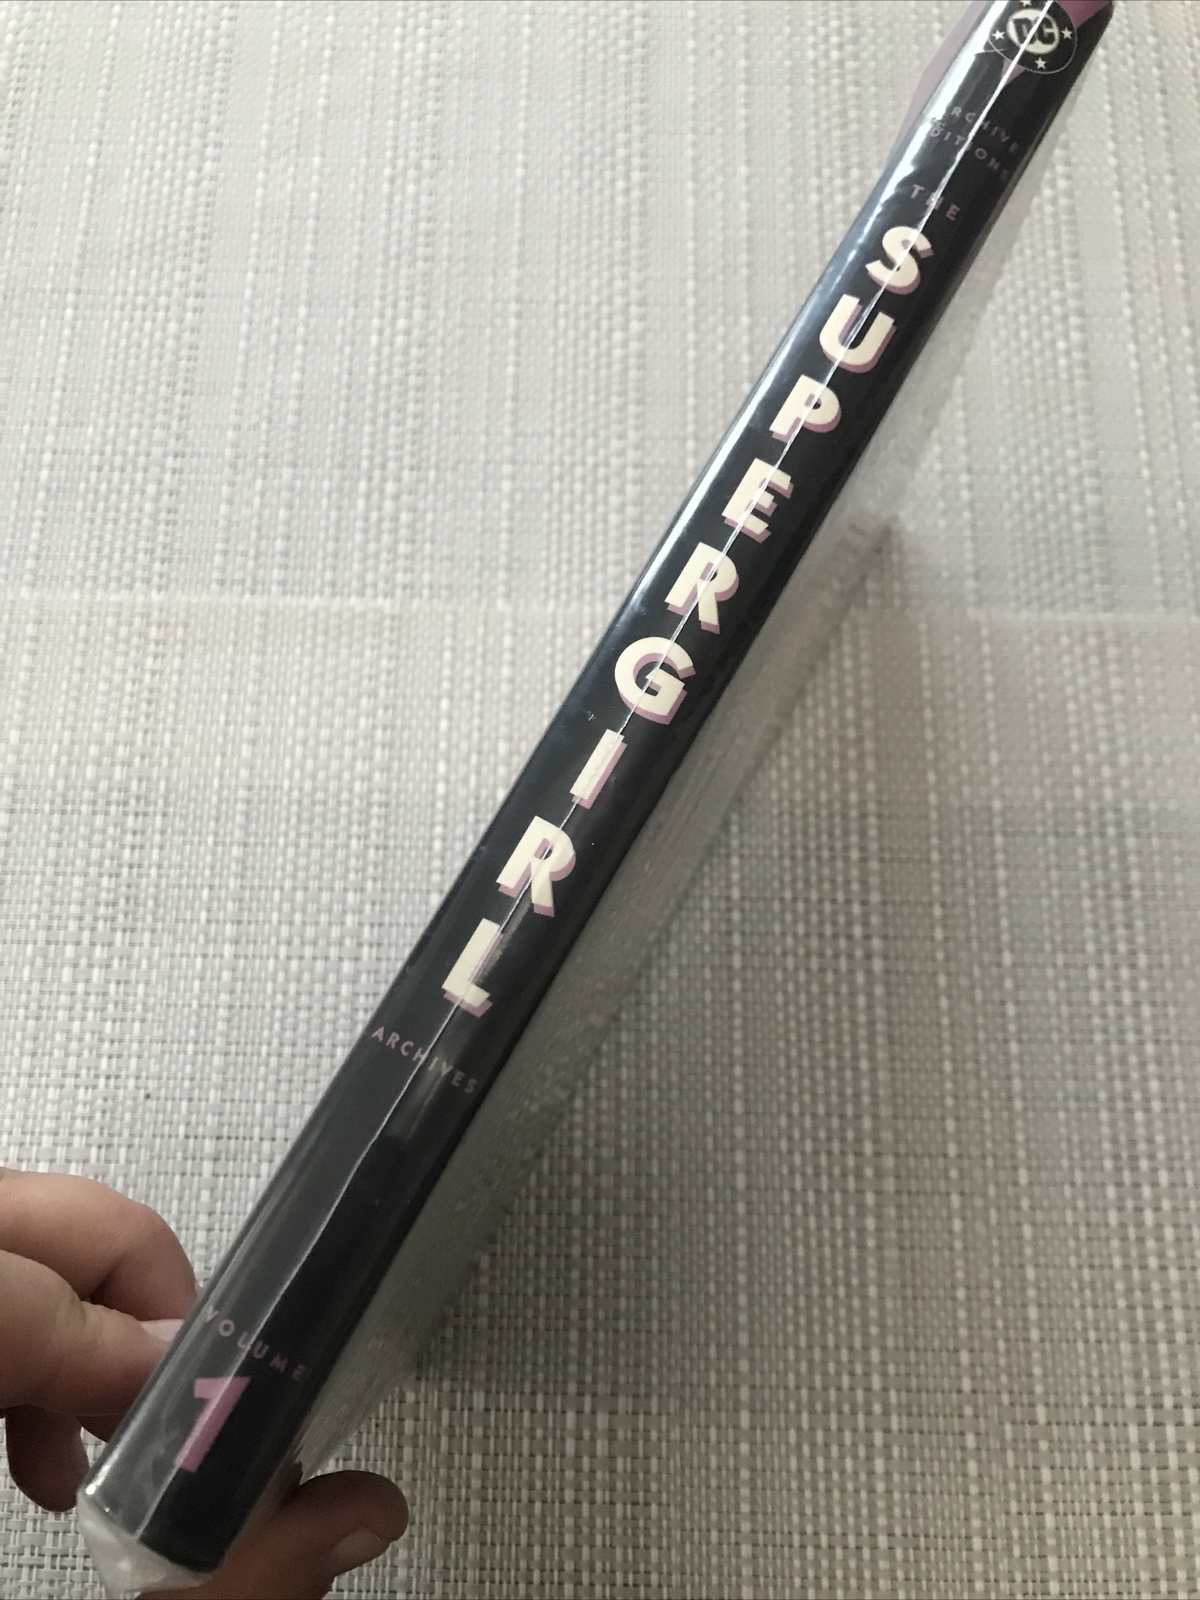 DC
ARCHIVE
EDITIONS
THE
SUPERGIRL
ARCHIVES
VOLUME
1